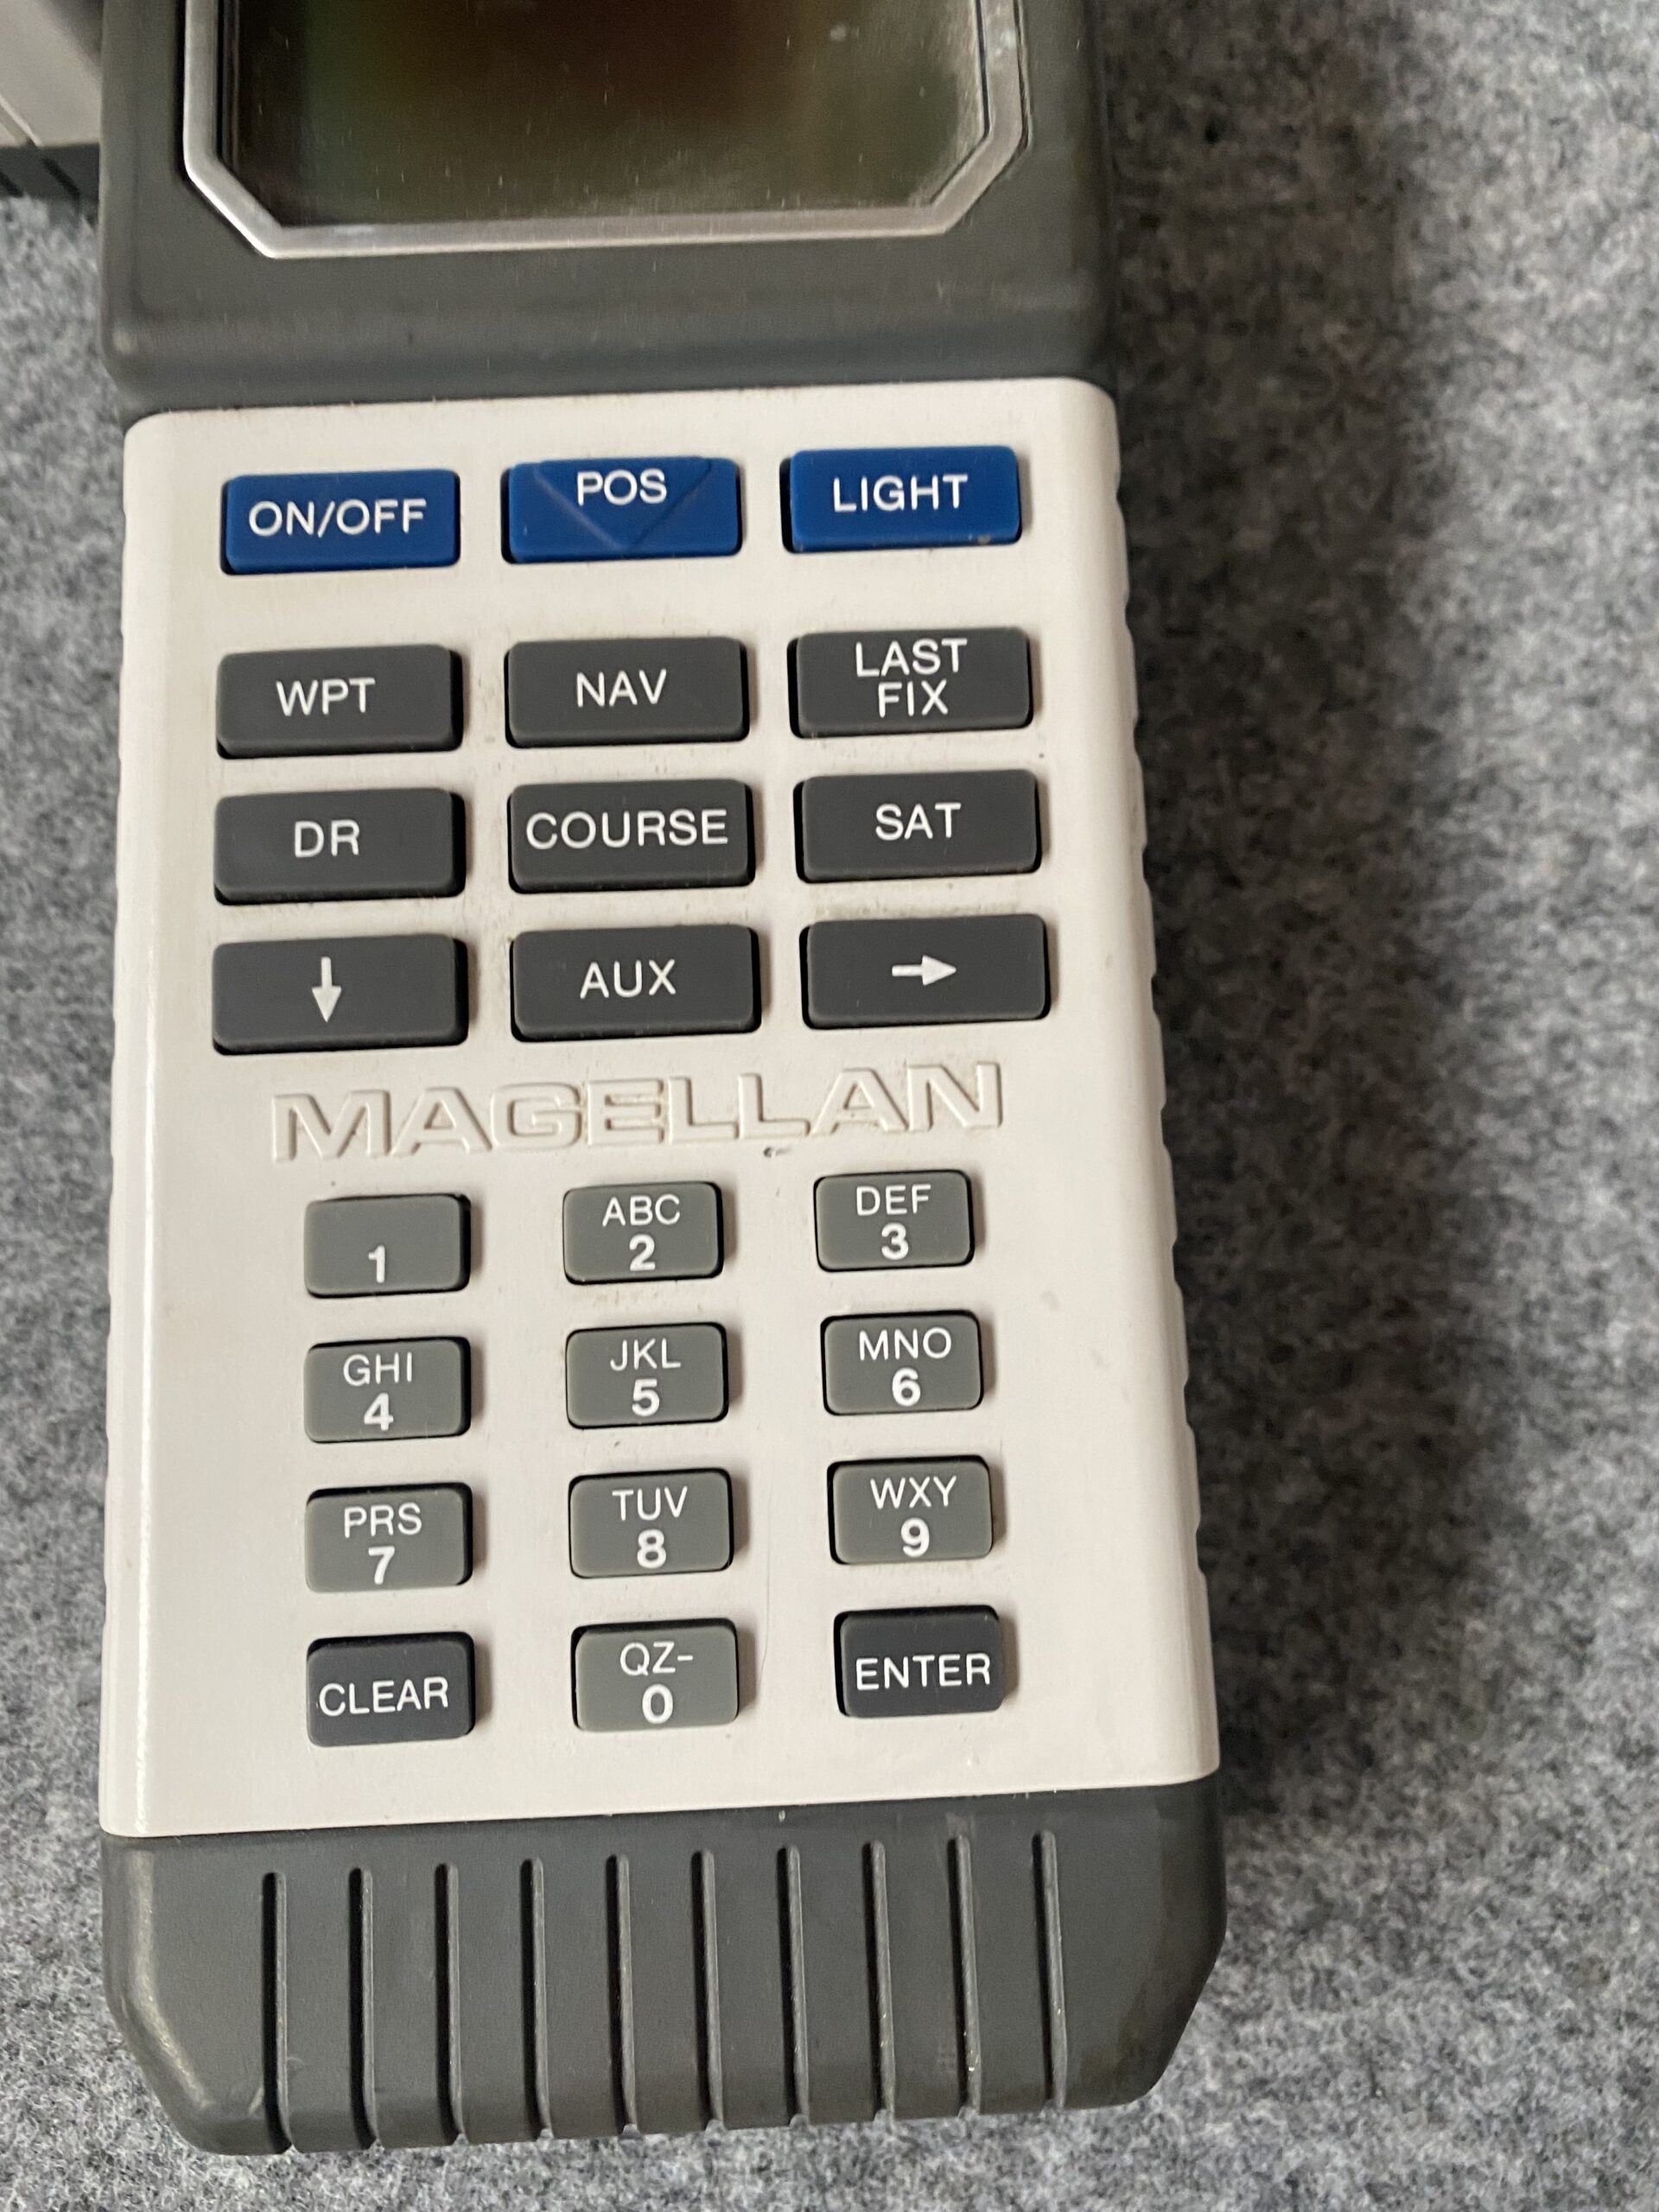 ON/OFF POS LIGHT
WPT NAV LAST FIX
DR COURSE SAT
↓ AUX →
MAGELLAN
1 ABC 2 DEF 3
GHI 4 JKL 5 MNO 6
PRS 7 TUV 8 WXY 9
CLEAR QZ- 0 ENTER